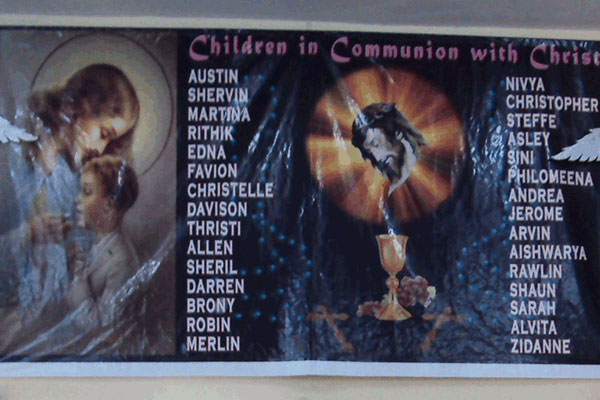 Children in Communion with Christ
AUSTIN
SHERVIN
MARTINA
RITHIK
EDNA
FAVION
CHRISTELLE
DAVISON
THRISTI
ALLEN
SHERIL
DARREN
BRONY
ROBIN
MERLIN
NIVYA
CHRISTOPHER
STEFFE
ASLEY
SINI
PHILOMEENA
ANDREA
JEROME
ARVIN
AISHWARYA
RAWLIN
SHAUN
SARAH
ALVITA
ZIDANNE